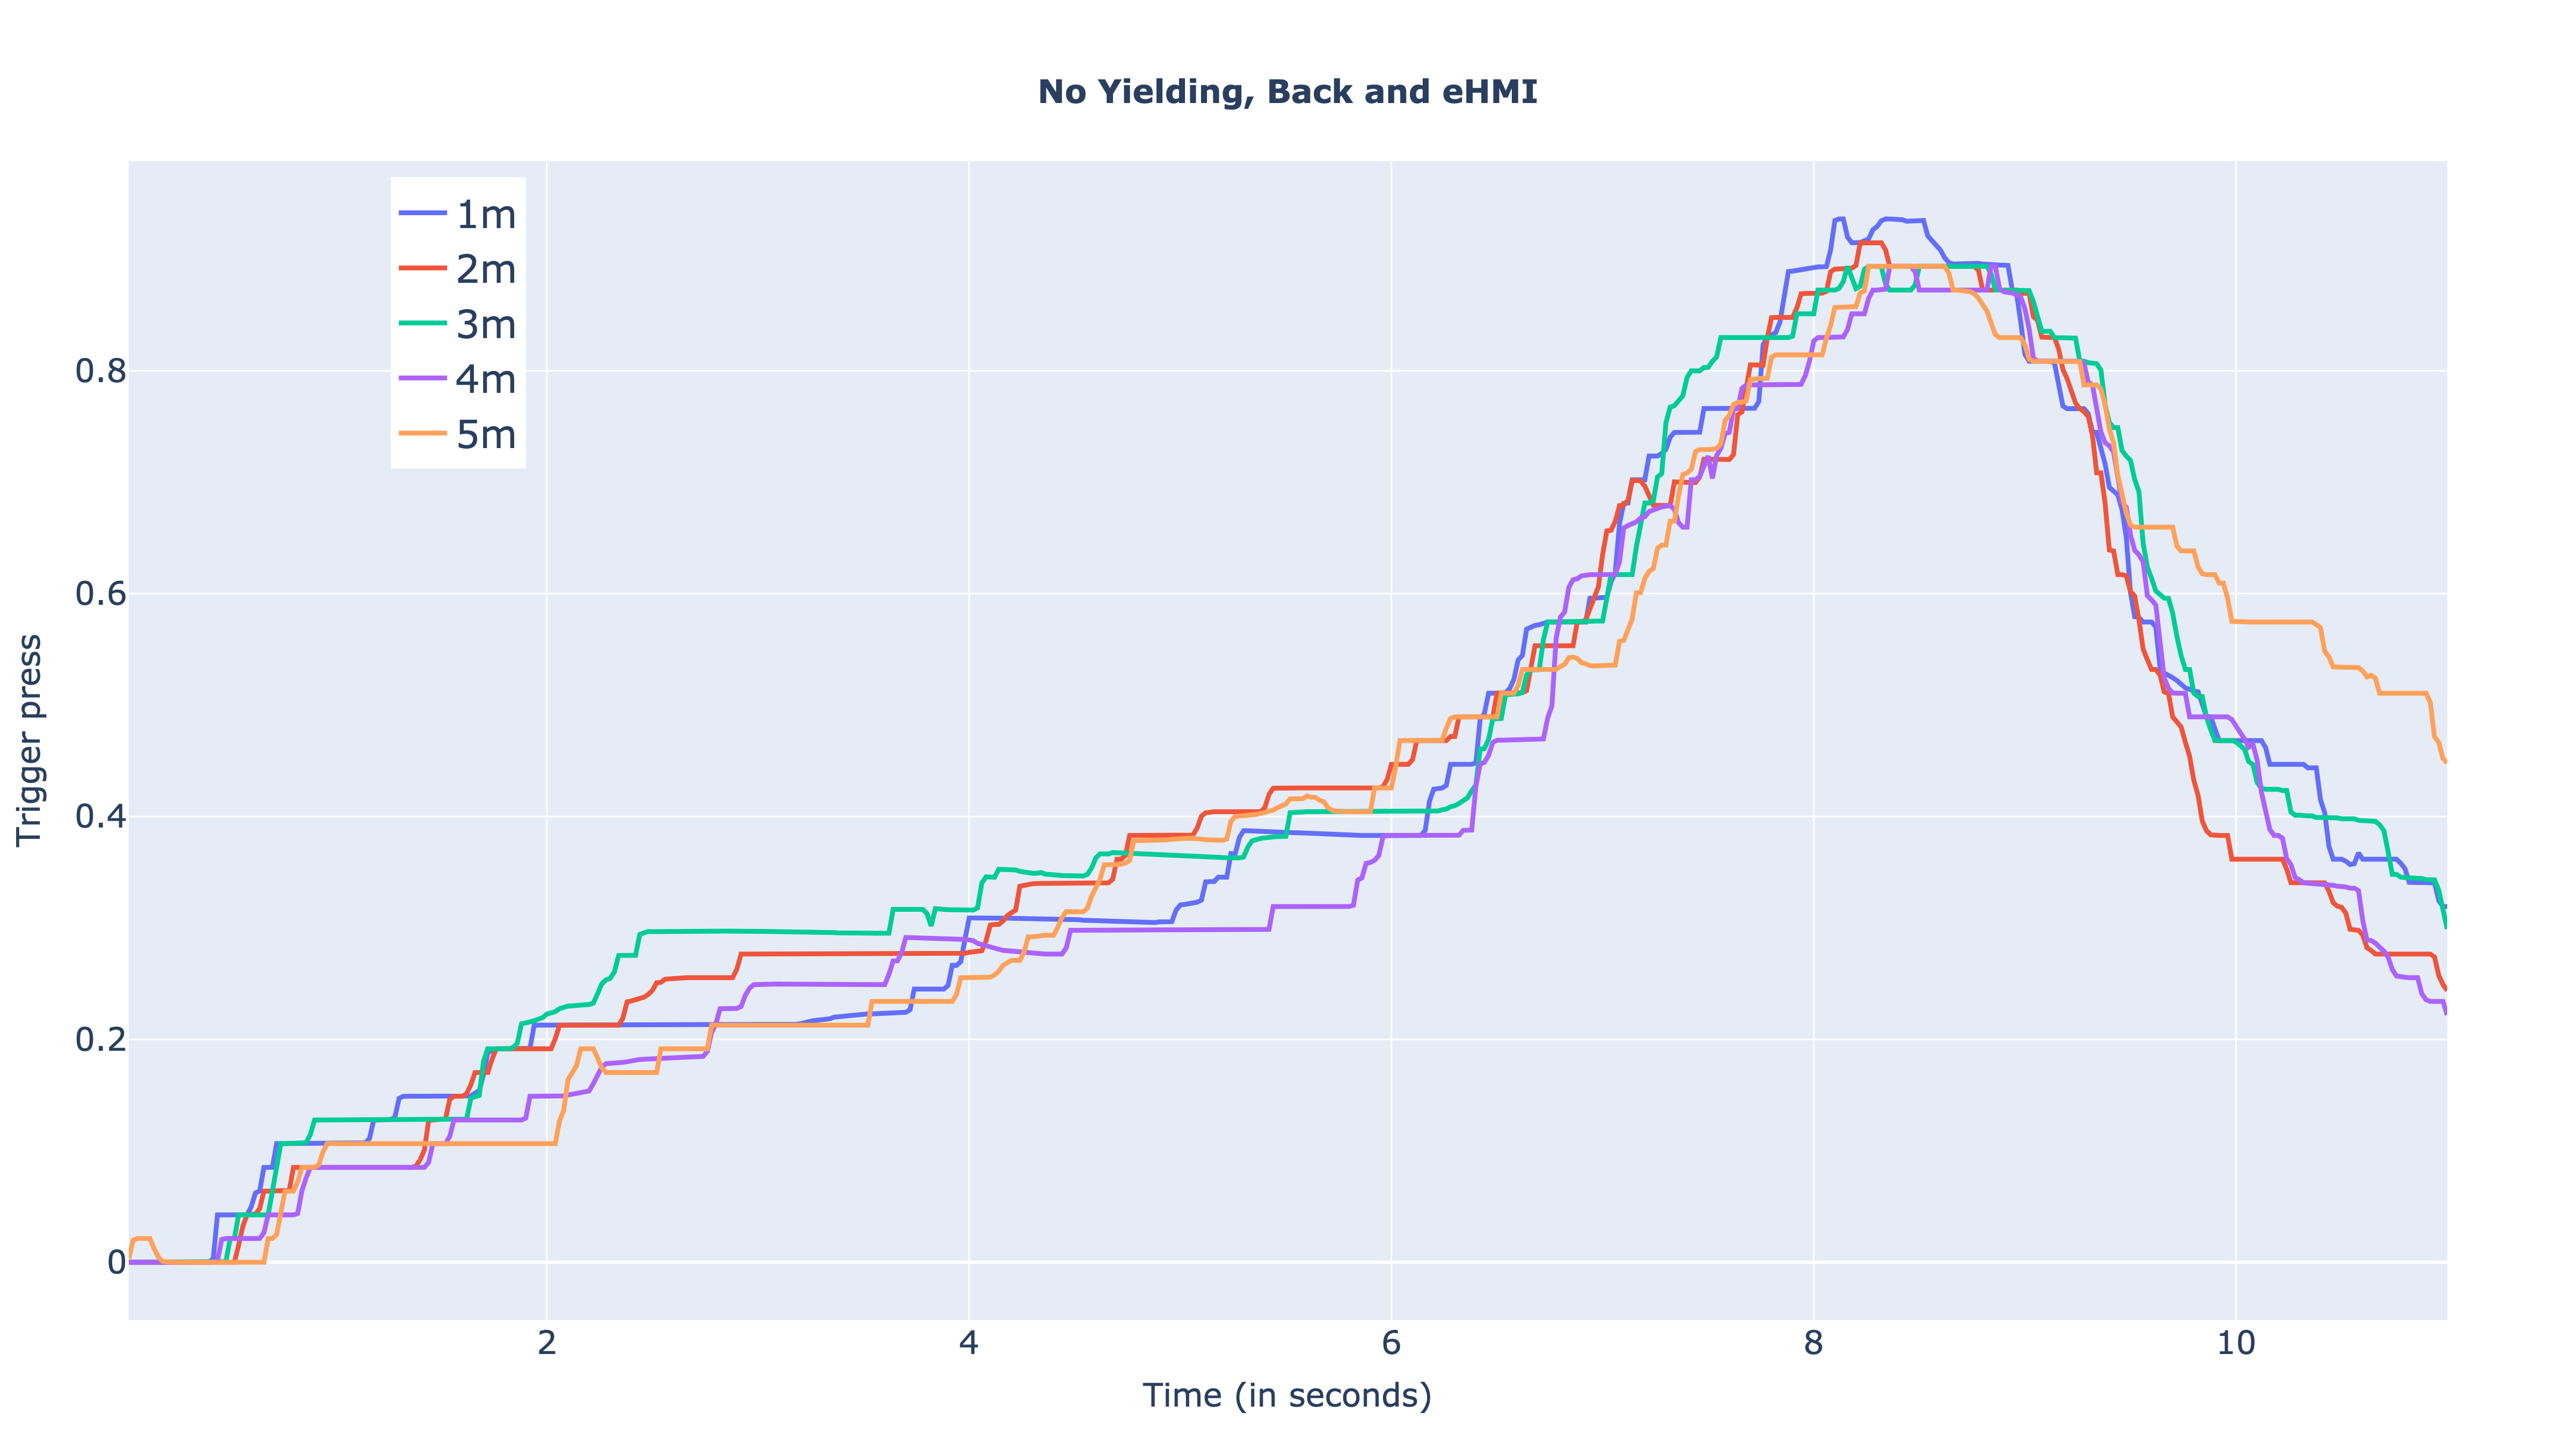 No Yielding, Back and eHMI
1m
2m
3m
4m
5m
0.8
0.6
0.4
0.2
0
Trigger press
2 4 6 8 10
Time (in seconds)